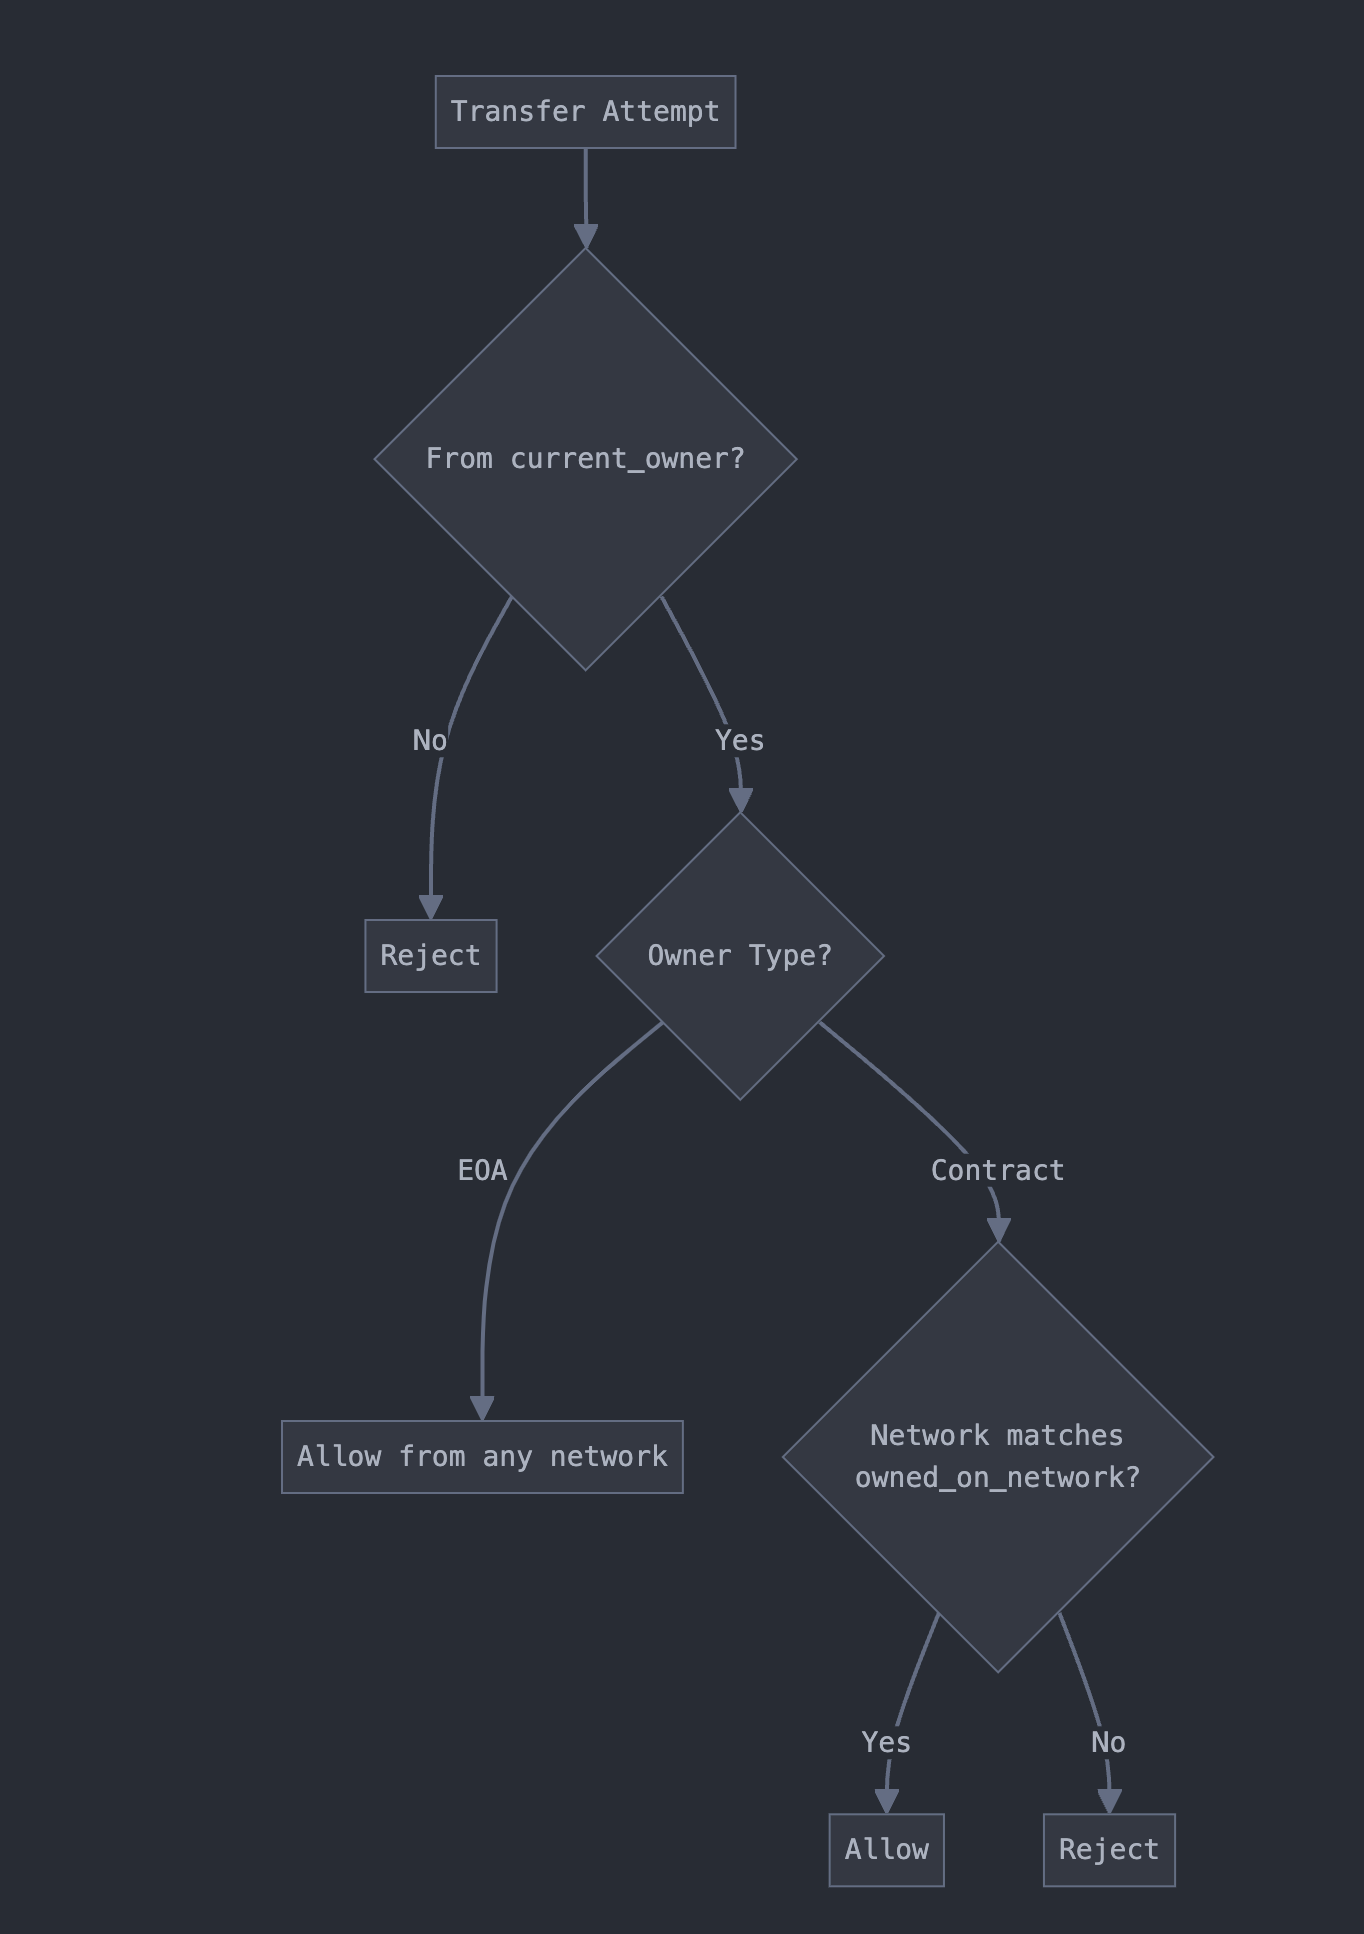 Transfer Attempt
From current_owner?
No
Yes
Reject
Owner Type?
EOA
Contract
Allow from any network
Network matches
owned_on_network?
Yes
No
Allow
Reject